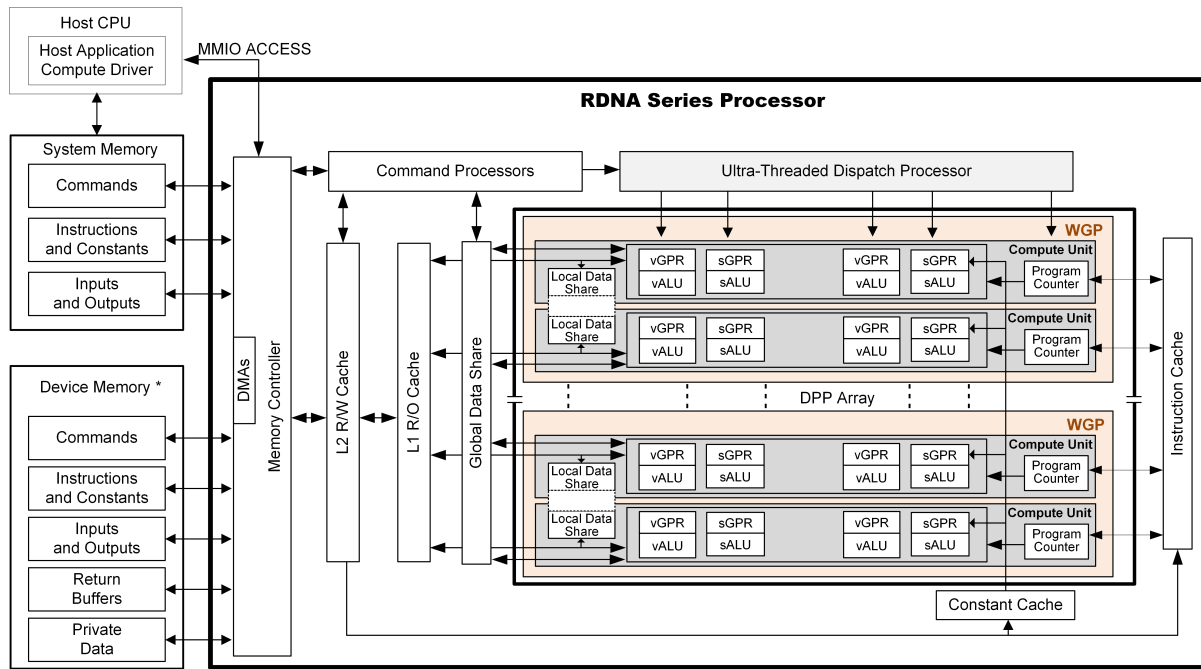 Host CPU
Host Application
Compute Driver
MMIO ACCESS
System Memory
Commands
Instructions
and Constants
Inputs
and Outputs
Device Memory *
Commands
Instructions
and Constants
Inputs
and Outputs
Return
Buffers
Private
Data
RDNA Series Processor
DMAs
Memory Controller
Command Processors
Ultra-Threaded Dispatch Processor
L2 R/W Cache
L1 R/O Cache
Global Data Share
WGP
Compute Unit
Local Data
Share
vGPR
vALU
sGPR
sALU
vGPR
vALU
sGPR
sALU
Program
Counter
Compute Unit
Local Data
Share
vGPR
vALU
sGPR
sALU
vGPR
vALU
sGPR
sALU
Program
Counter
DPP Array
WGP
Compute Unit
Local Data
Share
vGPR
vALU
sGPR
sALU
vGPR
vALU
sGPR
sALU
Program
Counter
Compute Unit
Local Data
Share
vGPR
vALU
sGPR
sALU
vGPR
vALU
sGPR
sALU
Program
Counter
Instruction Cache
Constant Cache